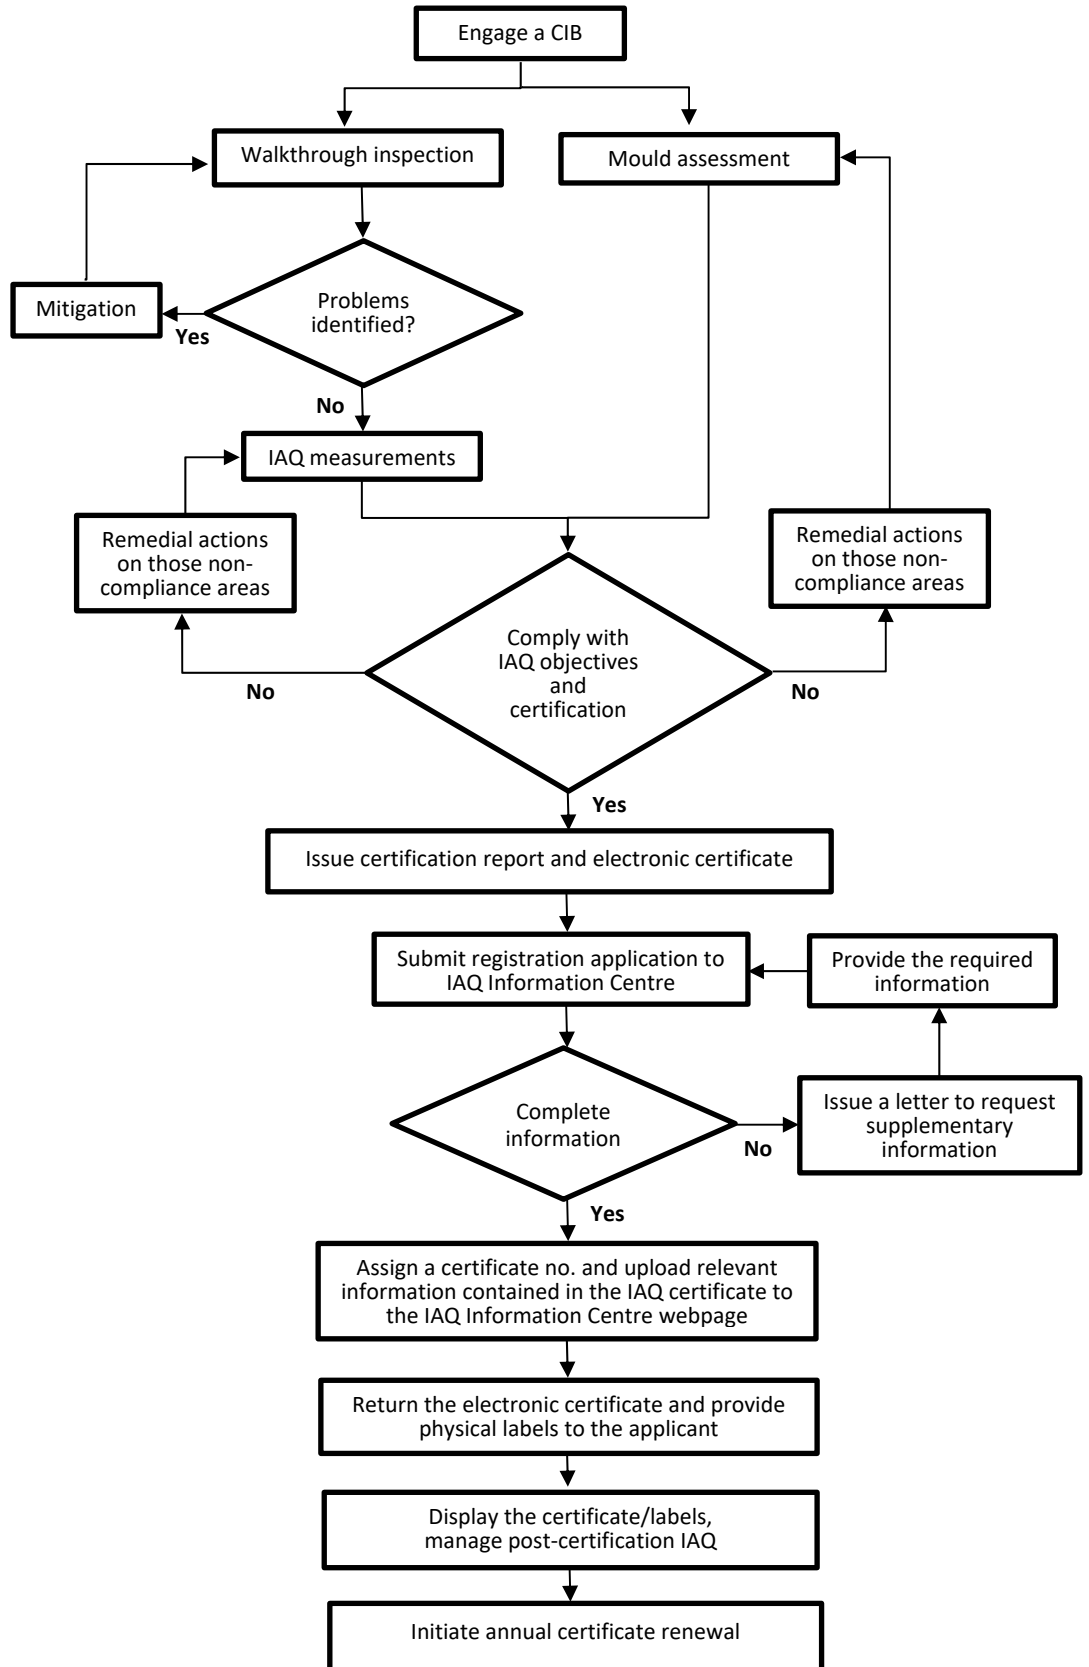 Engage a CIB
Walkthrough inspection
Mould assessment
Problems
identified?
Mitigation
Yes
No
IAQ measurements
Remedial actions
on those non-
compliance areas
Remedial actions
on those non-
compliance areas
Comply with
IAQ objectives
and
certification
No
No
Yes
Issue certification report and electronic certificate
Submit registration application to
IAQ Information Centre
Provide the required
information
Complete
information
Issue a letter to request
supplementary
information
No
Yes
Assign a certificate no. and upload relevant
information contained in the IAQ certificate to
the IAQ Information Centre webpage
Return the electronic certificate and provide
physical labels to the applicant
Display the certificate/labels,
manage post-certification IAQ
Initiate annual certificate renewal